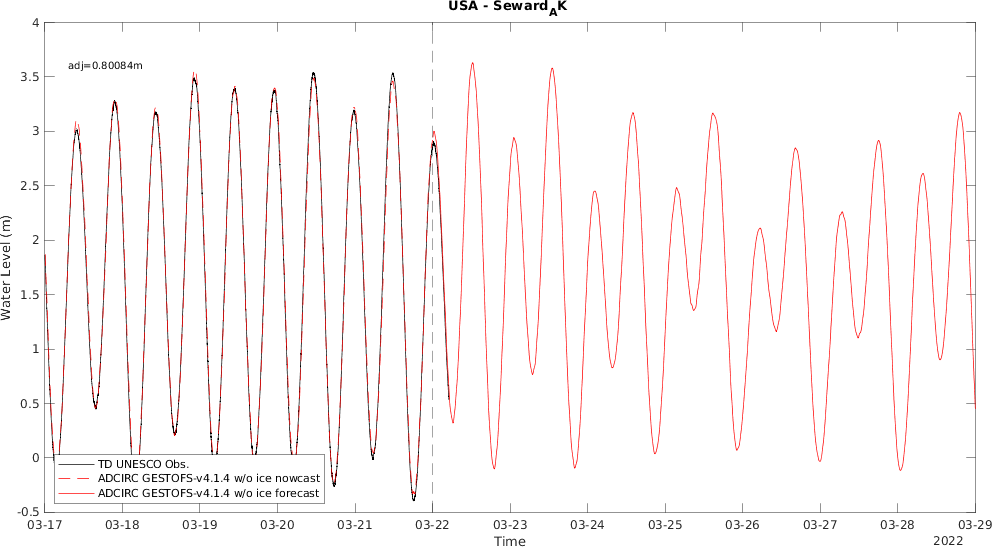 USA - Seward_AK
adj=0.80084m
4
3.5
3
2.5
2
1.5
1
0.5
0
-0.5
Water Level (m)
TD UNESCO Obs.
ADCIRC GESTOFS-v4.1.4 w/o ice nowcast
ADCIRC GESTOFS-v4.1.4 w/o ice forecast
03-17 03-18 03-19 03-20 03-21 03-22 03-23 03-24 03-25 03-26 03-27 03-28 03-29
Time
2022